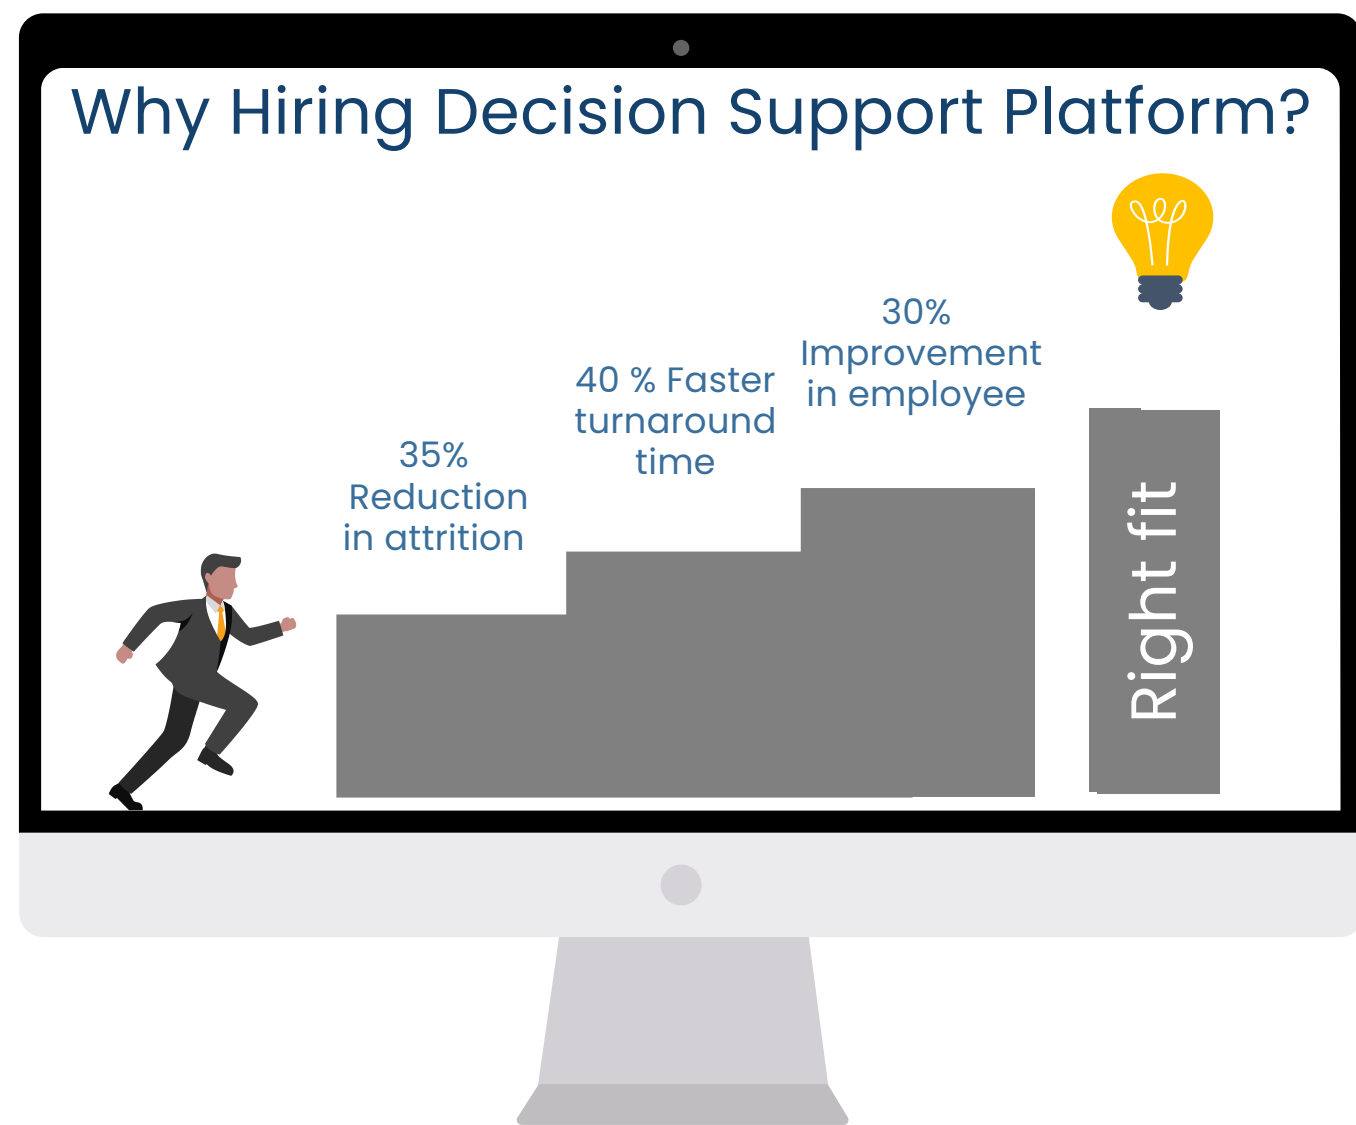 Why Hiring Decision Support Platform?
35%
Reduction
in attrition
40 % Faster
turnaround
time
30%
Improvement
in employee
Right fit